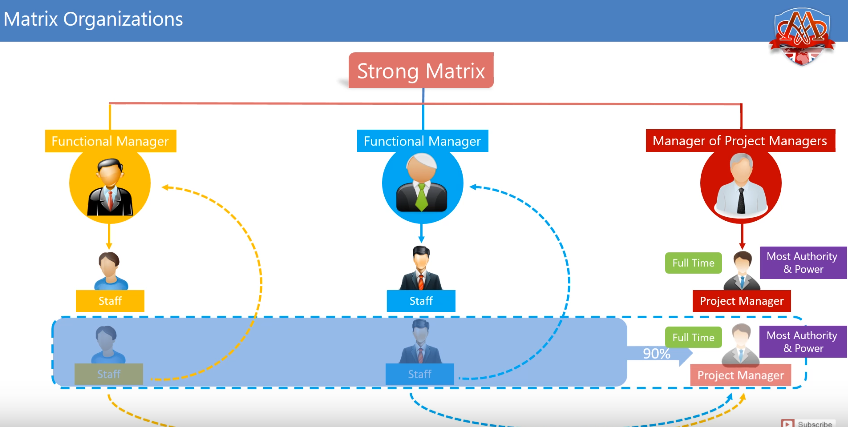 Matrix Organizations
Strong Matrix
Functional Manager
Functional Manager
Manager of Project Managers
Full Time
Most Authority
& Power
Staff
Staff
Project Manager
Full Time
Most Authority
& Power
90%
Staff
Staff
Project Manager
Subscribe